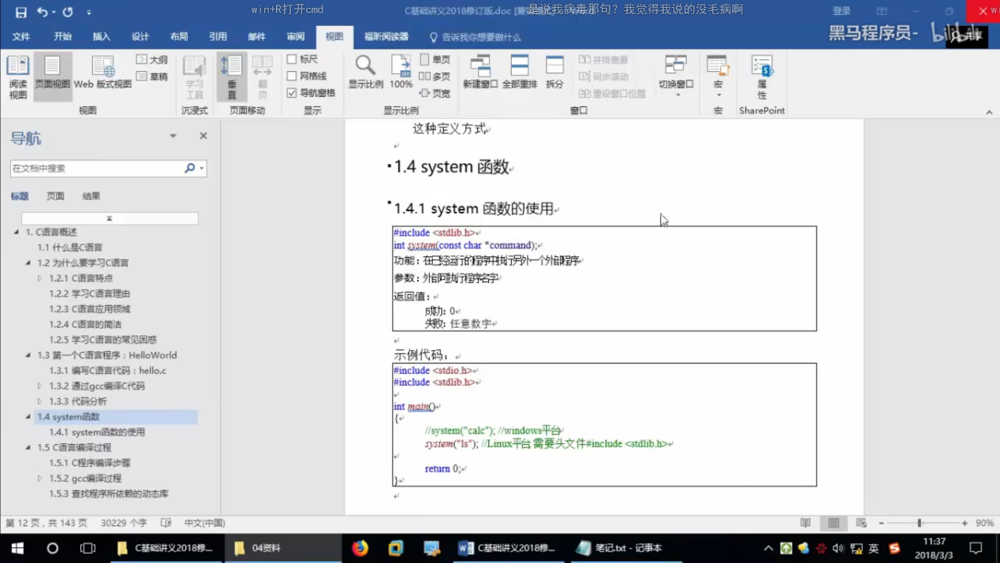 win+R打开cmd
C基础讲义2018修订版.doc
是说我病毒那句？我觉得我说的没毛病啊
登录
文件 开始 插入 设计 布局 引用 邮件 审阅 视图 福昕阅读器 告诉我你想要做什么
黑马程序员- bilibili
共享
阅读视图 页面视图 Web 版式视图 大纲 草稿 学习工具 垂直 翻页 标尺 网格线 导航窗格 显示比例 100% 单页 多页 页宽 新建窗口 全部重排 拆分 并排查看 同步滚动 重设窗口位置 切换窗口 宏 属性
视图 沉浸式 页面移动 显示 显示比例 窗口 宏 SharePoint
导航
在文档中搜索
标题 页面 结果
1. C语言概述
1.1 什么是C语言
1.2 为什么要学习C语言
1.2.1 C语言特点
1.2.2 学习C语言理由
1.2.3 C语言应用领域
1.2.4 C语言的简洁
1.2.5 学习C语言的常见困惑
1.3 第一个C语言程序：HelloWorld
1.3.1 编写C语言代码：hello.c
1.3.2 通过gcc编译C代码
1.3.3 代码分析
1.4 system函数
1.4.1 system函数的使用
1.5 C语言编译过程
1.5.1 C程序编译步骤
1.5.2 gcc编译过程
1.5.3 查找程序所依赖的动态库
这种定义方式
1.4 system 函数
1.4.1 system 函数的使用
#include <stdlib.h>
int system(const char *command);
功能：在已经运行的程序中执行另外一个外部程序
参数：外部可执行程序名字
返回值：
成功: 0
失败: 任意数字
示例代码：
#include <stdio.h>
#include <stdlib.h>
int main()
{
//system("calc"); //windows平台
system("ls"); //Linux平台, 需要头文件#include <stdlib.h>
return 0;
}
第 12 页，共 143 页 30229 个字 中文(中国) 90%
C基础讲义2018修... 04资料 C基础讲义2018修... 笔记.txt - 记事本 英 11:37
2018/3/3